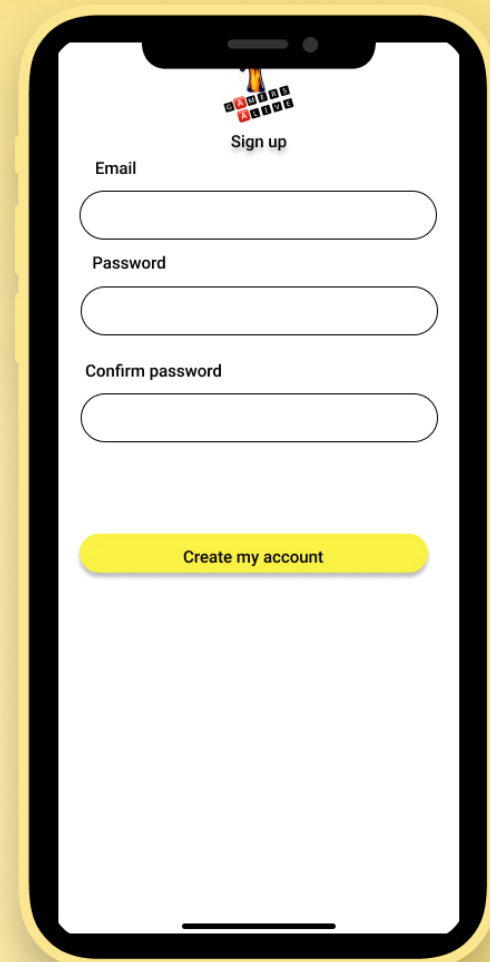 GAMERS
ALIVE
Sign up
Email
Password
Confirm password
Create my account